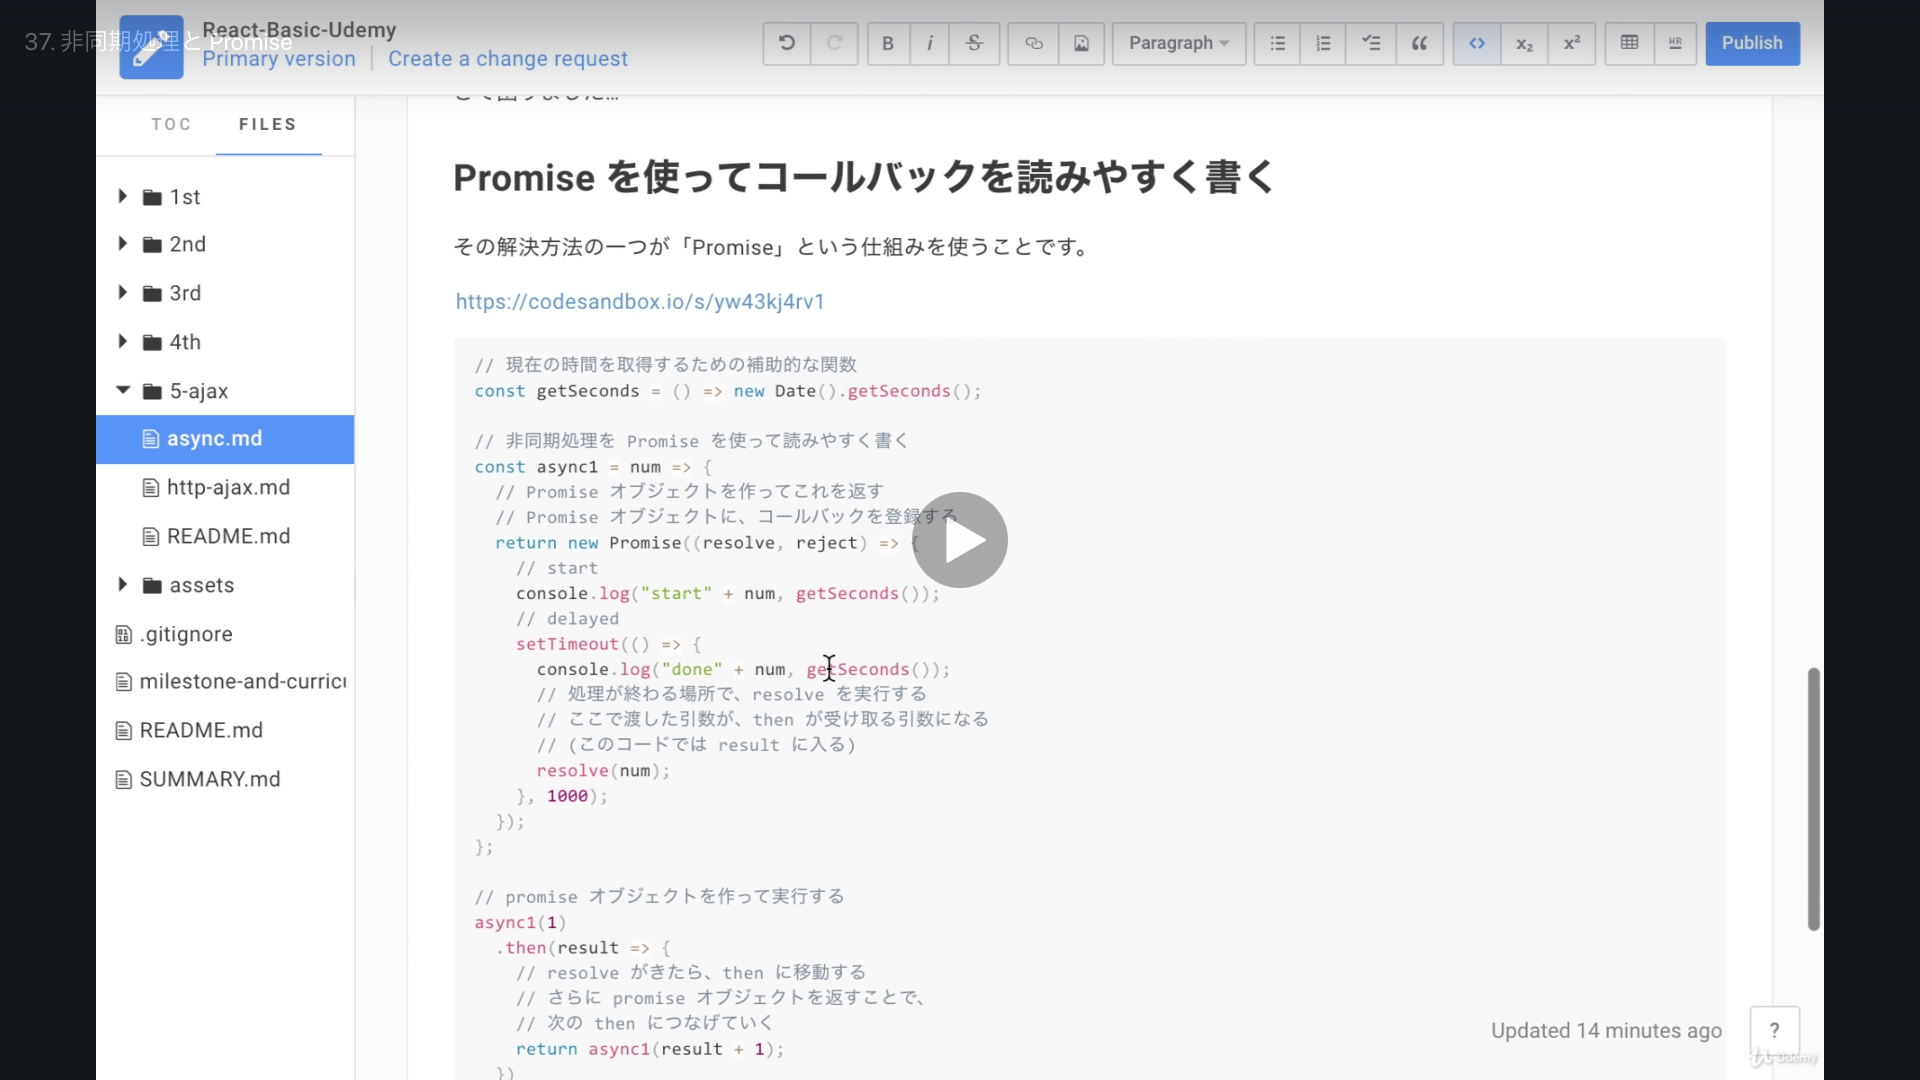 37. 非同期処理と Promise
React-Basic-Udemy
Primary version
Create a change request
B i S
Paragraph
<> x₂ x²
HR
Publish
TOC
FILES
1st
2nd
3rd
4th
5-ajax
async.md
http-ajax.md
README.md
assets
.gitignore
milestone-and-curric
README.md
SUMMARY.md
Promise を使ってコールバックを読みやすく書く
その解決方法の一つが「Promise」という仕組みを使うことです。
https://codesandbox.io/s/yw43kj4rv1
// 現在の時間を取得するための補助的な関数
const getSeconds = () => new Date().getSeconds();
// 非同期処理を Promise を使って読みやすく書く
const async1 = num => {
// Promise オブジェクトを作ってこれを返す
// Promise オブジェクトに、コールバックを登録する
return new Promise((resolve, reject) => {
// start
console.log("start" + num, getSeconds());
// delayed
setTimeout(() => {
console.log("done" + num, getSeconds());
// 処理が終わる場所で、resolve を実行する
// ここで渡した引数が、then が受け取る引数になる
// (このコードでは result に入る)
resolve(num);
}, 1000);
});
};
// promise オブジェクトを作って実行する
async1(1)
.then(result => {
// resolve がきたら、then に移動する
// さらに promise オブジェクトを返すことで、
// 次の then につなげていく
return async1(result + 1);
})
Updated 14 minutes ago
?
Udemy